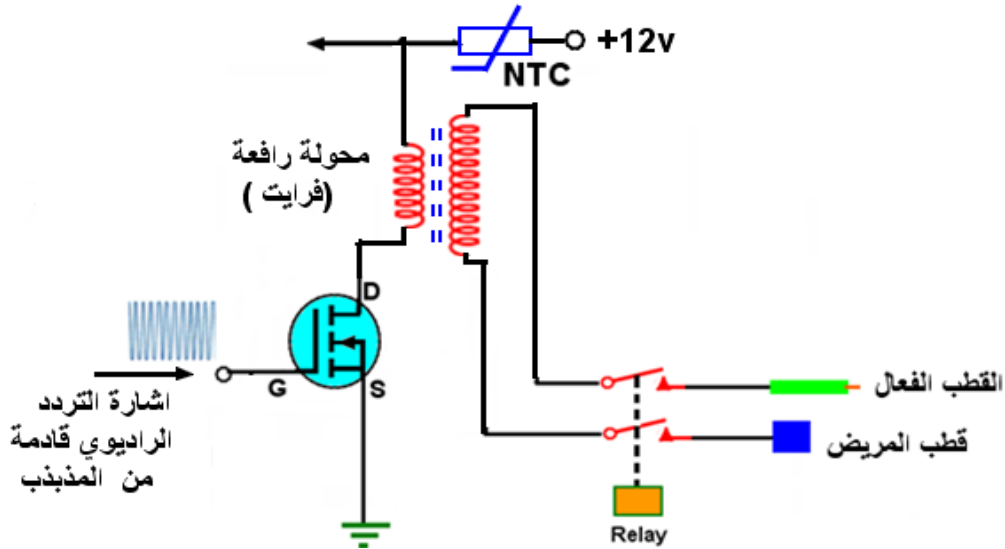 +12v
NTC
محولة رافعة
(فرايت )
D
G
S
اشارة التردد
الراديوي قادمة
من المذبذب
القطب الفعال
قطب المريض
Relay